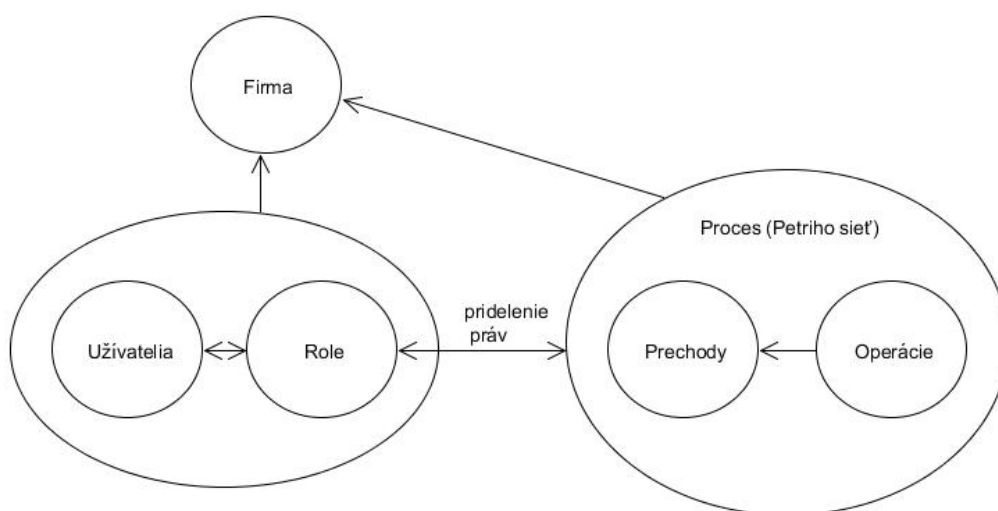 Firma
Proces (Petriho sieť)
pridelenie
práv
Užívatelia
Role
Prechody
Operácie